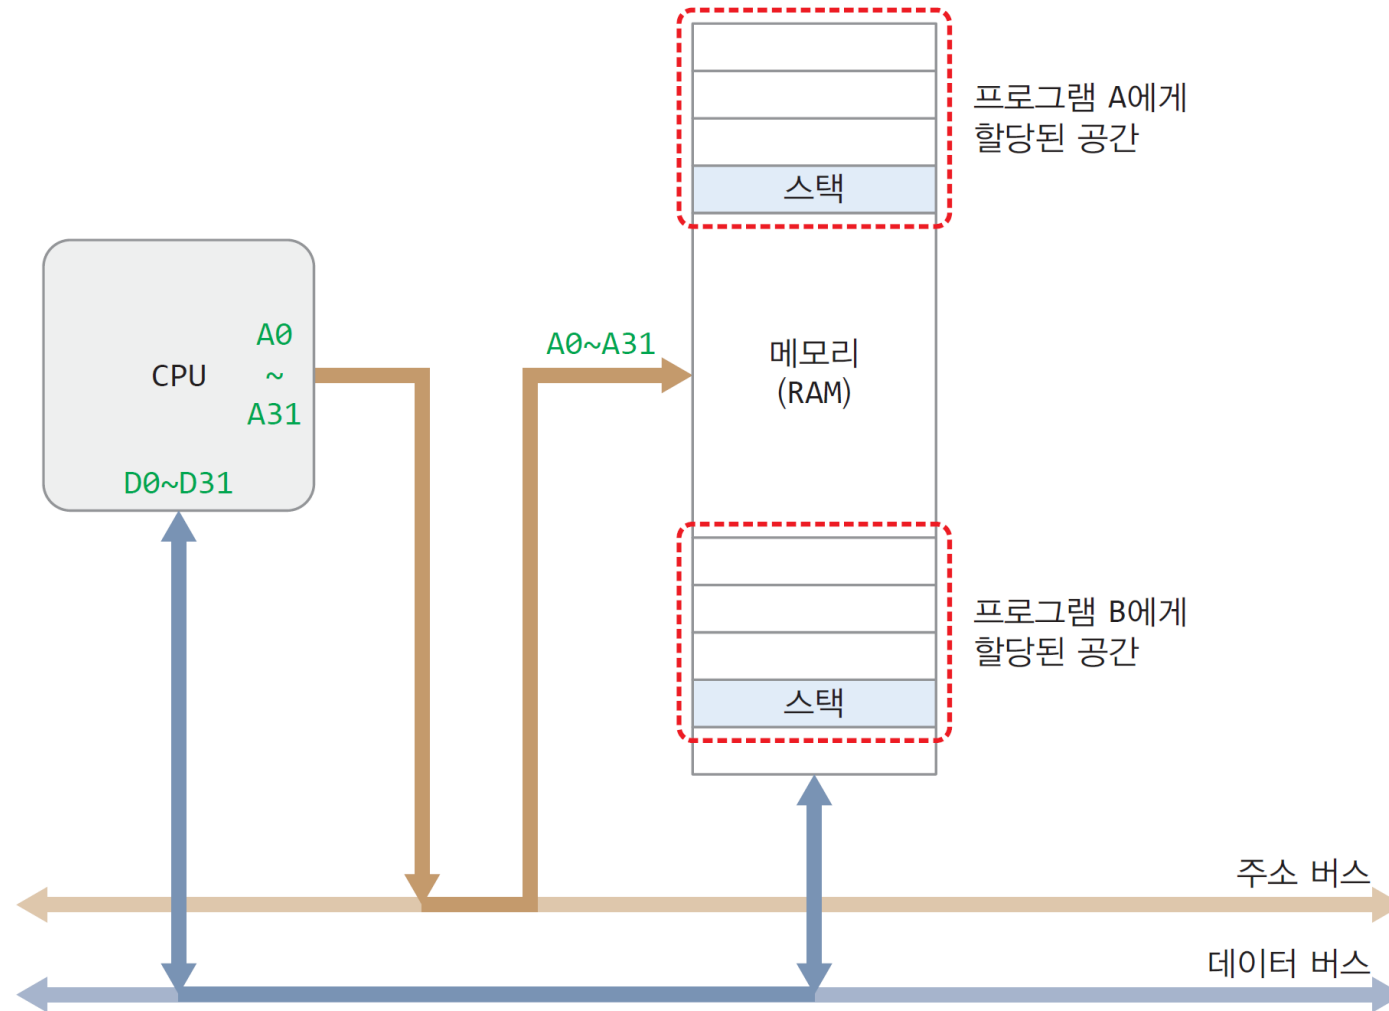 프로그램 A에게
할당된 공간
스택
A0
~
A31
CPU
D0~D31
A0~A31
메모리
(RAM)
프로그램 B에게
할당된 공간
스택
주소 버스
데이터 버스